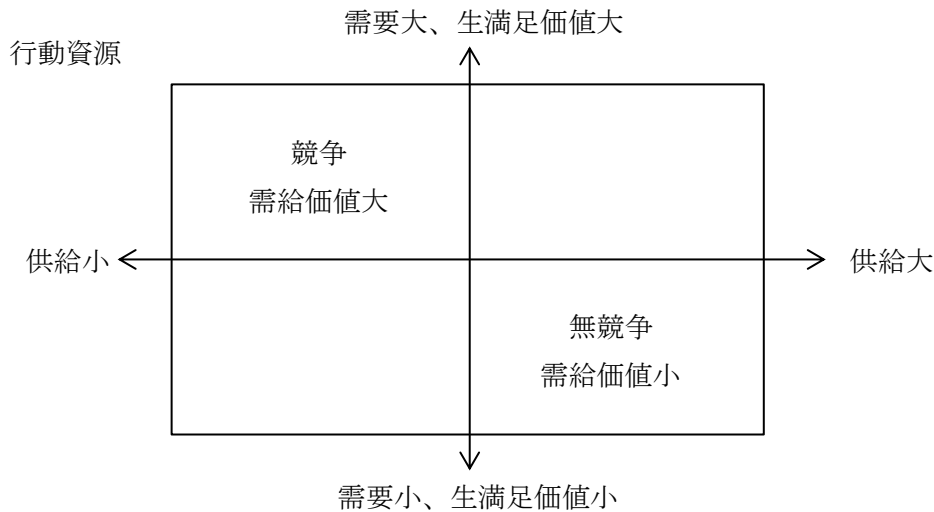 需要大、生満足価値大
行動資源
競争
需給価値大
供給小
供給大
無競争
需給価値小
需要小、生満足価値小